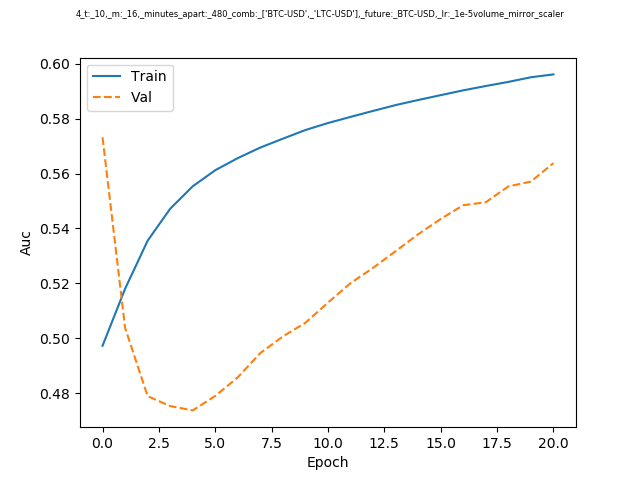 4_t:_10,_m:_16,_minutes_apart:_480_comb:_['BTC-USD',_'LTC-USD'],_future:_BTC-USD,_lr:_1e-5volume_mirror_scaler
Train
Val
0.60
0.58
0.56
0.54
0.52
0.50
0.48
Auc
0.0 2.5 5.0 7.5 10.0 12.5 15.0 17.5 20.0
Epoch